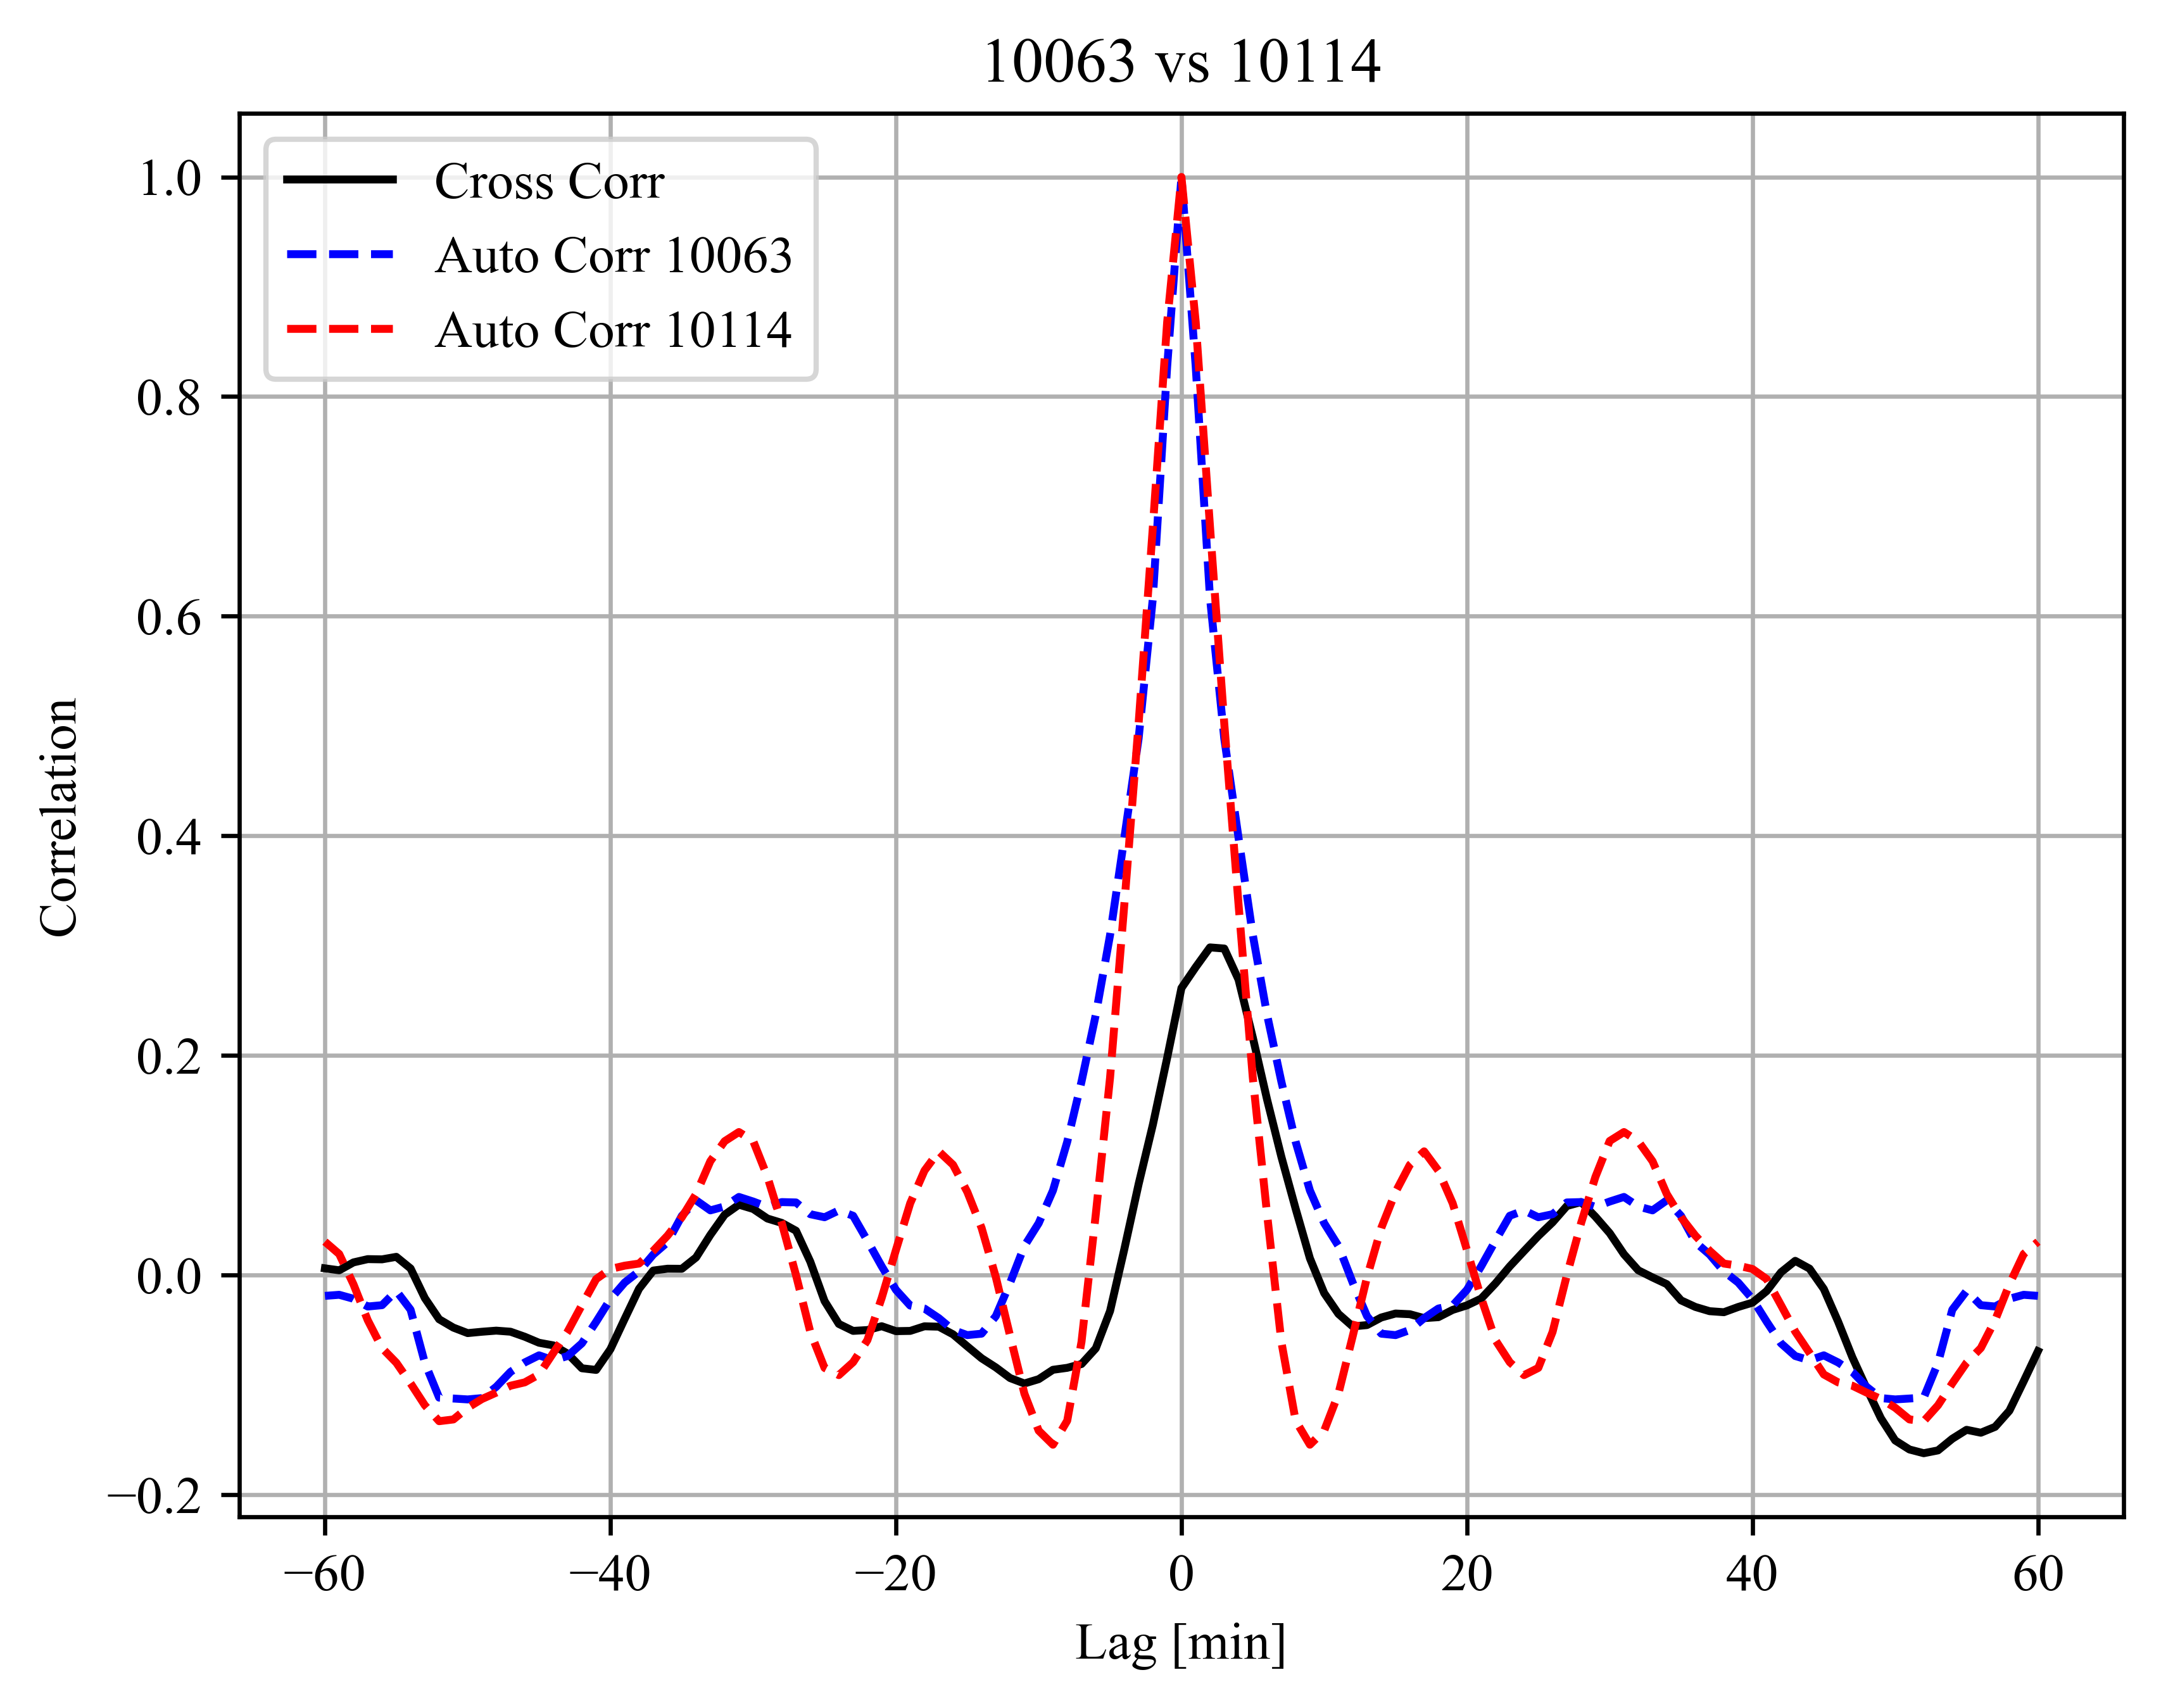 10063 vs 10114
Cross Corr
Auto Corr 10063
Auto Corr 10114
1.0
0.8
0.6
0.4
0.2
0.0
−0.2
Correlation
−60 −40 −20 0 20 40 60
Lag [min]